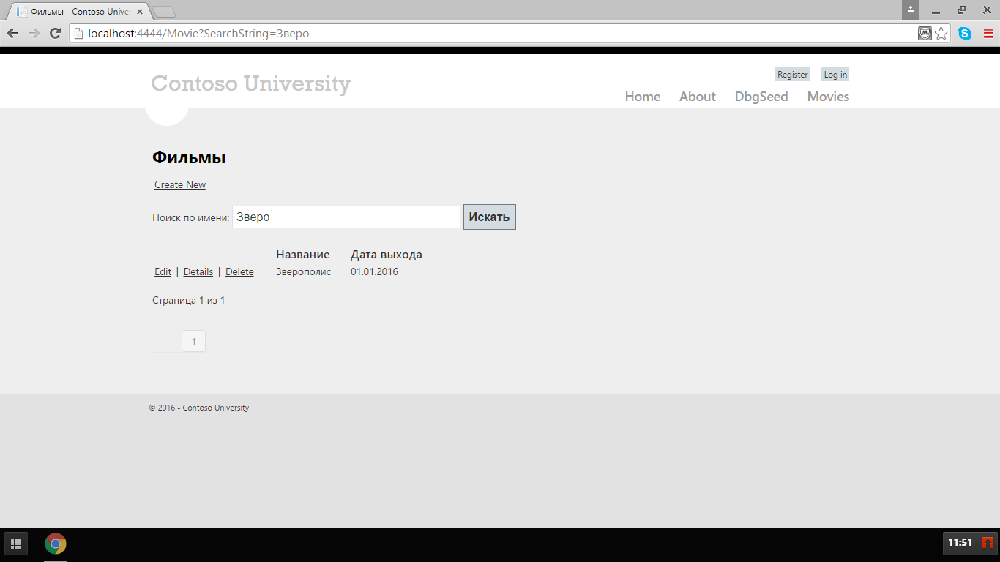 Фильмы - Contoso Univer
localhost:4444/Movie?SearchString=Зверо
Contoso University
Register Log in
Home About DbgSeed Movies
Фильмы
Create New
Поиск по имени: Зверо Искать
Название Дата выхода
Edit | Details | Delete Зверополис 01.01.2016
Страница 1 из 1
1
© 2016 - Contoso University
11:51